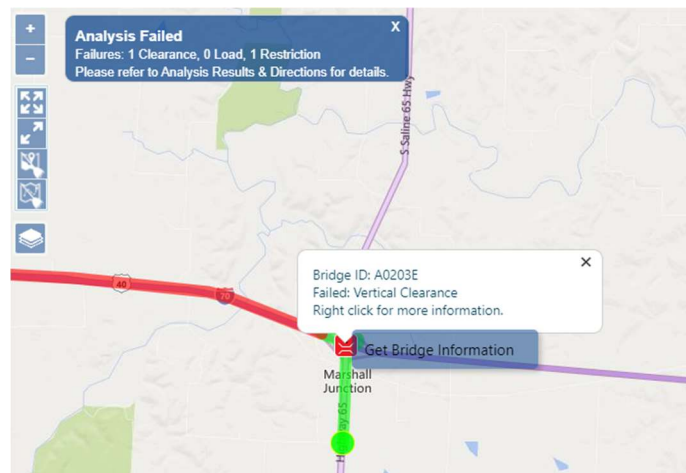 +
Analysis Failed
X
Failures: 1 Clearance, 0 Load, 1 Restriction
Please refer to Analysis Results & Directions for details.
−
S Saline 65 Hwy
×
Bridge ID: A0203E
Failed: Vertical Clearance
Right click for more information.
40
70
Get Bridge Information
Marshall
Junction
65